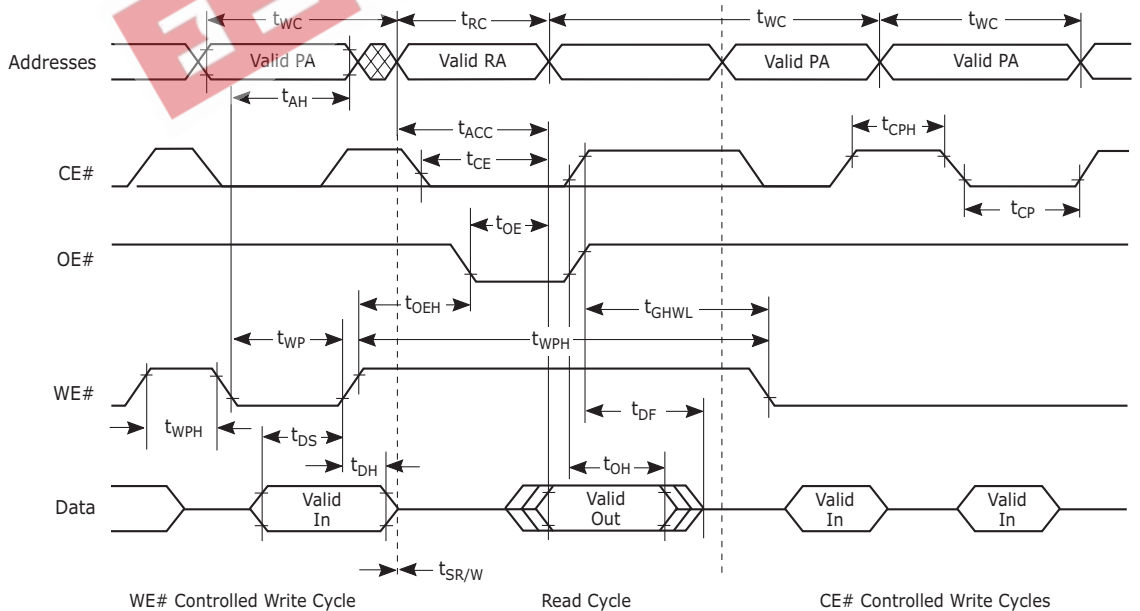 tWC tRC tWC tWC
Addresses Valid PA Valid RA Valid PA Valid PA
tAH
tACC tCPH
CE# tCE
tCP
tOE
OE#
tOEH tGHWL
tWP tWPH
WE#
tWPH tDS tDF
tDH tOH
Data Valid In Valid Out Valid In Valid In
tSR/W
WE# Controlled Write Cycle Read Cycle CE# Controlled Write Cycles